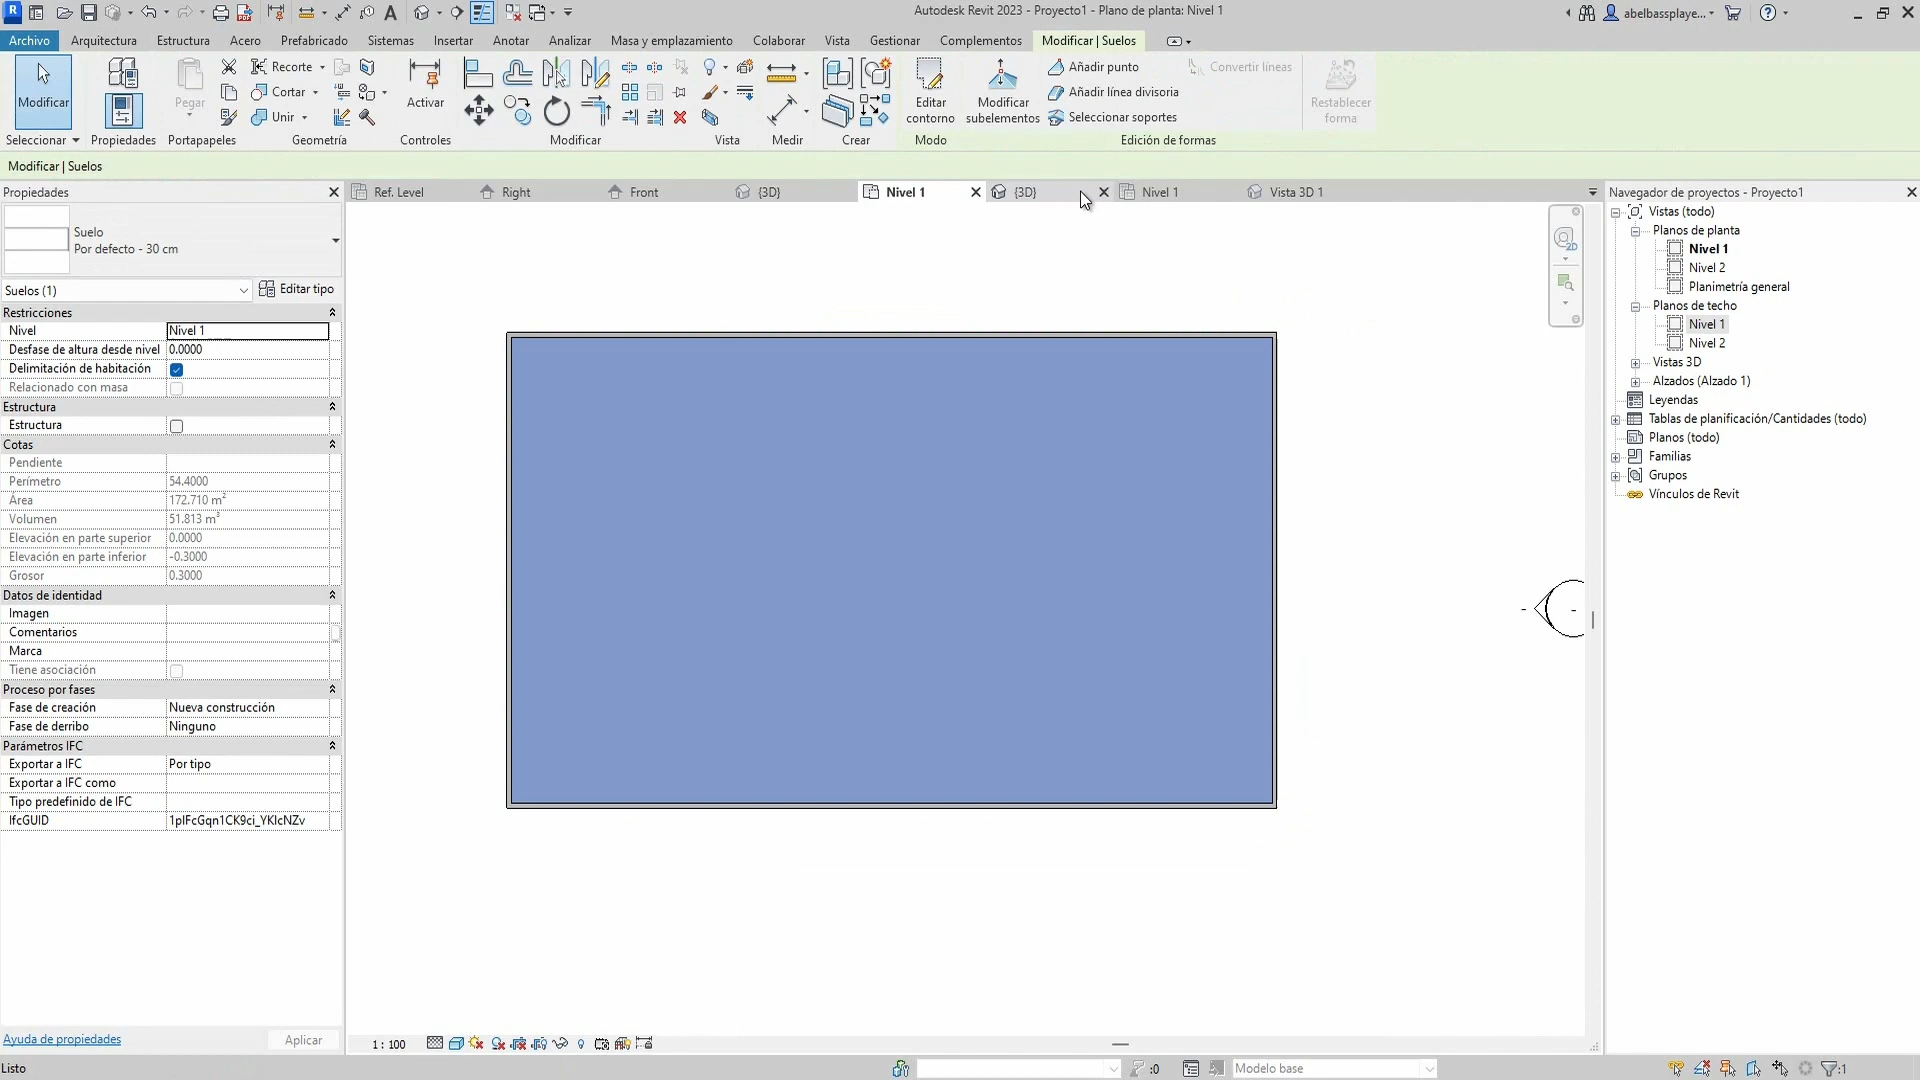 Autodesk Revit 2023 - Proyecto1 - Plano de planta: Nivel 1
abelbassplaye...
Archivo Arquitectura Estructura Acero Prefabricado Sistemas Insertar Anotar Analizar Masa y emplazamiento Colaborar Vista Gestionar Complementos Modificar | Suelos
Modificar
Pegar
Recorte
Cortar
Unir
Activar
Editar contorno
Modificar subelementos
Añadir punto
Añadir línea divisoria
Seleccionar soportes
Convertir líneas
Restablecer forma
Seleccionar Propiedades Portapapeles Geometría Controles Modificar Vista Medir Crear Modo Edición de formas
Modificar | Suelos
Propiedades
Ref. Level Right Front {3D} Nivel 1 {3D} Nivel 1 Vista 3D 1
Navegador de proyectos - Proyecto1
Suelo
Por defecto - 30 cm
Suelos (1) Editar tipo
Restricciones
Nivel Nivel 1
Desfase de altura desde nivel 0.0000
Delimitación de habitación
Relacionado con masa
Estructura
Estructura
Cotas
Pendiente
Perímetro 54.4000
Área 172.710 m²
Volumen 51.813 m³
Elevación en parte superior 0.0000
Elevación en parte inferior -0.3000
Grosor 0.3000
Datos de identidad
Imagen
Comentarios
Marca
Tiene asociación
Proceso por fases
Fase de creación Nueva construcción
Fase de derribo Ninguno
Parámetros IFC
Exportar a IFC Por tipo
Exportar a IFC como
Tipo predefinido de IFC
IfcGUID 1pIFcGqn1CK9ci_YKIcNZv
Ayuda de propiedades Aplicar
2D
Vistas (todo)
Planos de planta
Nivel 1
Nivel 2
Planimetría general
Planos de techo
Nivel 1
Nivel 2
Vistas 3D
Alzados (Alzado 1)
Leyendas
Tablas de planificación/Cantidades (todo)
Planos (todo)
Familias
Grupos
Vínculos de Revit
1 : 100
Listo
:0
Modelo base
:1